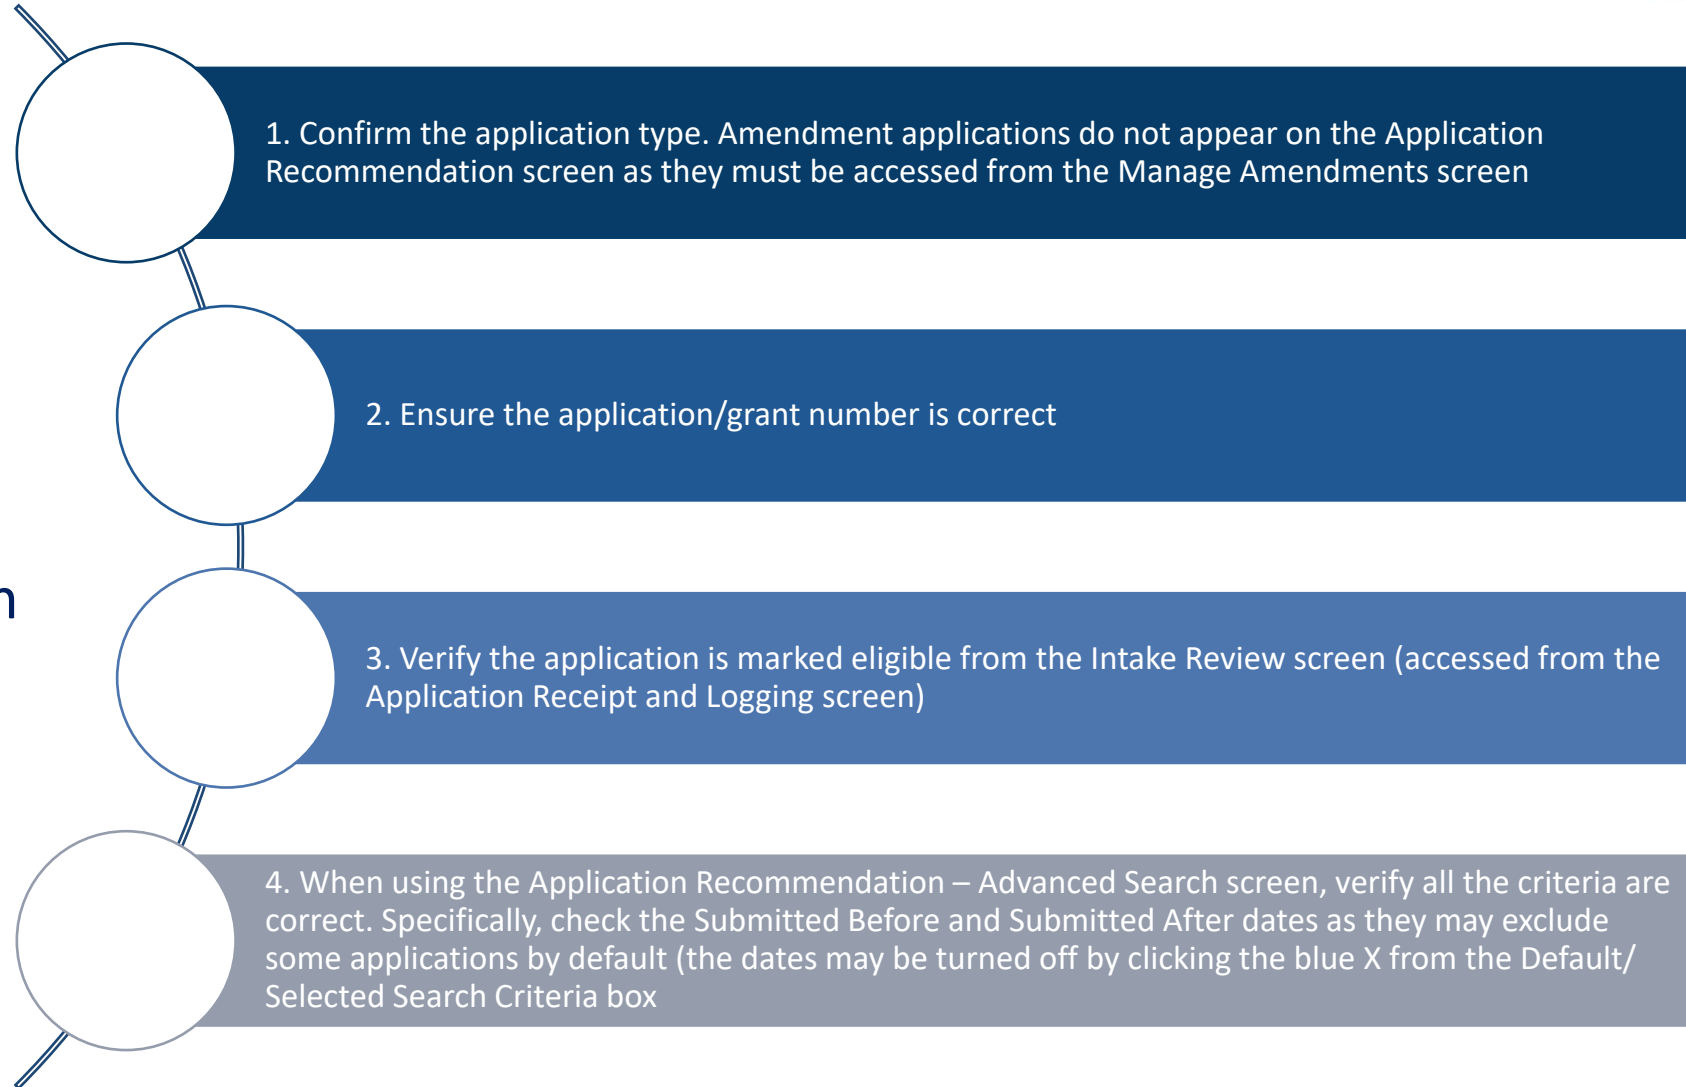 1. Confirm the application type. Amendment applications do not appear on the Application
Recommendation screen as they must be accessed from the Manage Amendments screen
2. Ensure the application/grant number is correct
3. Verify the application is marked eligible from the Intake Review screen (accessed from the
Application Receipt and Logging screen)
4. When using the Application Recommendation – Advanced Search screen, verify all the criteria are
correct. Specifically, check the Submitted Before and Submitted After dates as they may exclude
some applications by default (the dates may be turned off by clicking the blue X from the Default/
Selected Search Criteria box